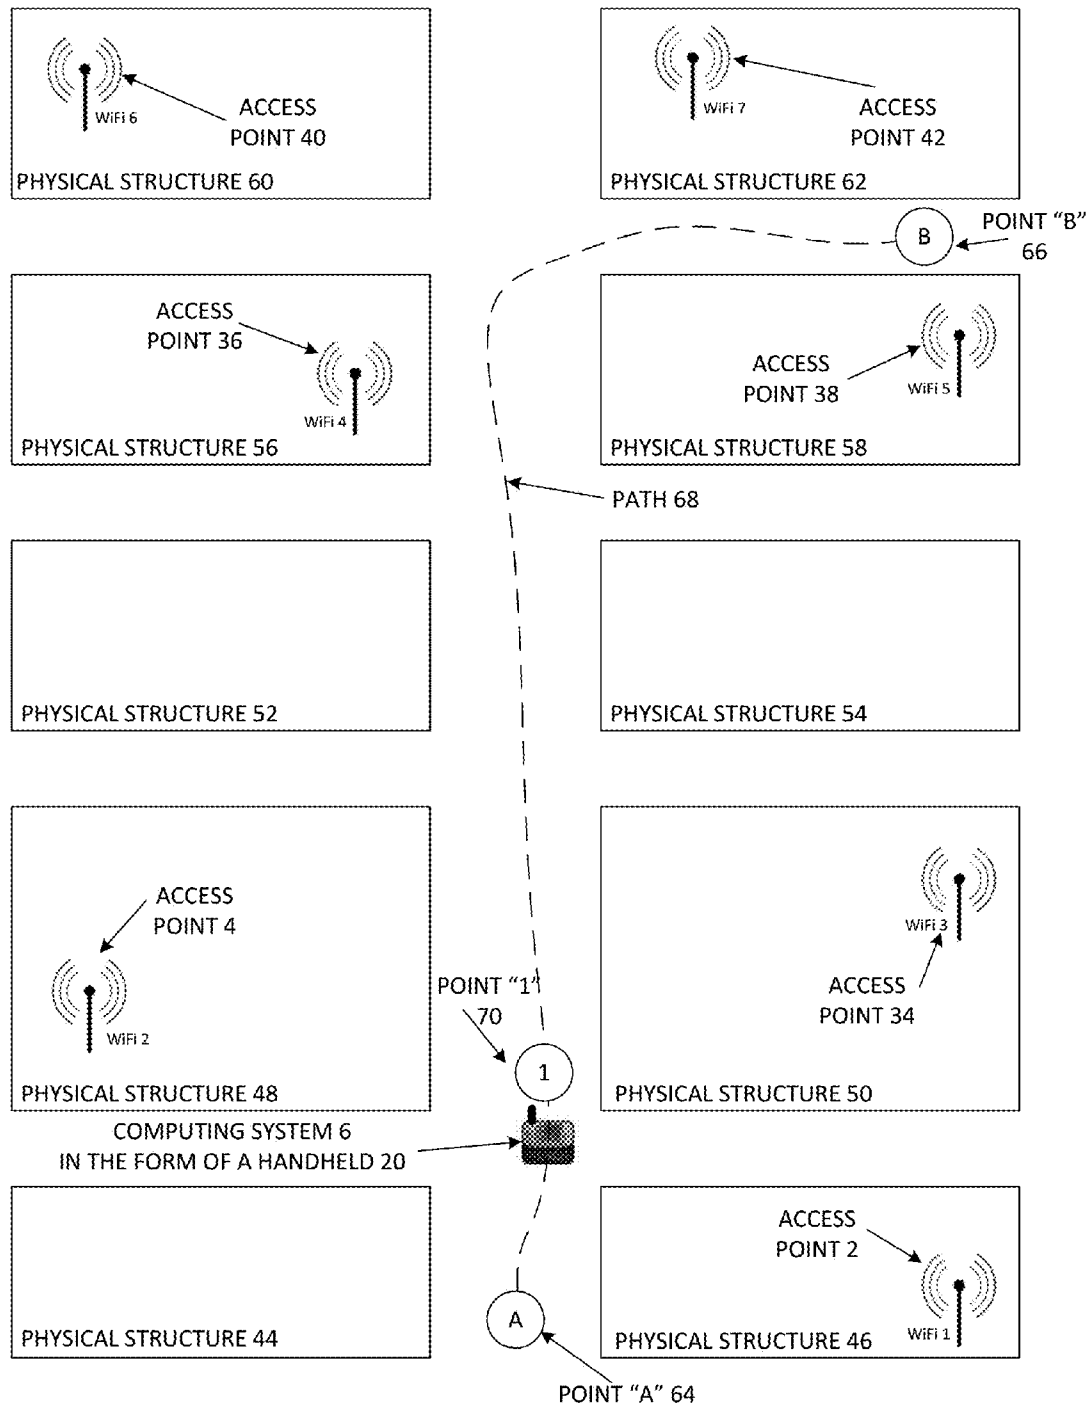 WiFi 6
ACCESS
POINT 40
PHYSICAL STRUCTURE 60
WiFi 7
ACCESS
POINT 42
PHYSICAL STRUCTURE 62
B
POINT “B”
66
ACCESS
POINT 36
WiFi 4
PHYSICAL STRUCTURE 56
ACCESS
POINT 38
WiFi 5
PHYSICAL STRUCTURE 58
PATH 68
PHYSICAL STRUCTURE 52
PHYSICAL STRUCTURE 54
ACCESS
POINT 4
WiFi 2
PHYSICAL STRUCTURE 48
POINT “1”
70
1
WiFi 3
ACCESS
POINT 34
PHYSICAL STRUCTURE 50
COMPUTING SYSTEM 6
IN THE FORM OF A HANDHELD 20
PHYSICAL STRUCTURE 44
A
POINT “A” 64
ACCESS
POINT 2
WiFi 1
PHYSICAL STRUCTURE 46